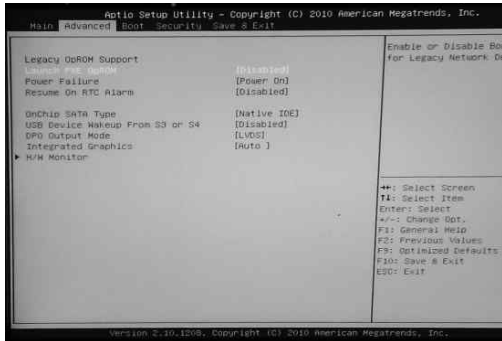 Aptio Setup Utility – Copyright (C) 2010 American Megatrends, Inc.
Main Advanced Boot Security Save & Exit
Legacy OpROM Support
Launch PXE OpROM [Disabled]
Power Failure [Power On]
Resume On RTC Alarm [Disabled]
OnChip SATA Type [Native IDE]
USB Device Wakeup From S3 or S4 [Disabled]
DP0 Output Mode [LVDS]
Integrated Graphics [Auto ]
H/W Monitor
Enable or Disable Bo
for Legacy Network D
→←: Select Screen
↑↓: Select Item
Enter: Select
+/-: Change Opt.
F1: General Help
F2: Previous Values
F9: Optimized Defaults
F10: Save & Exit
ESC: Exit
Version 2.10.1208. Copyright (C) 2010 American Megatrends, Inc.